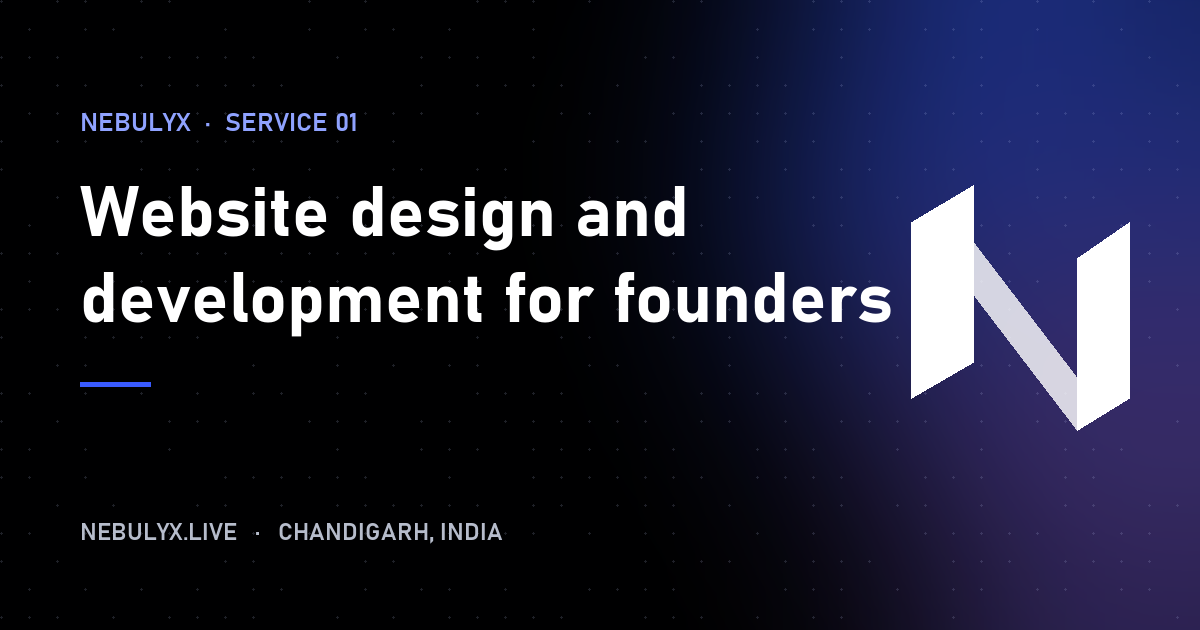 NEBULYX · SERVICE 01
Website design and
development for founders
NEBULYX.LIVE · CHANDIGARH, INDIA